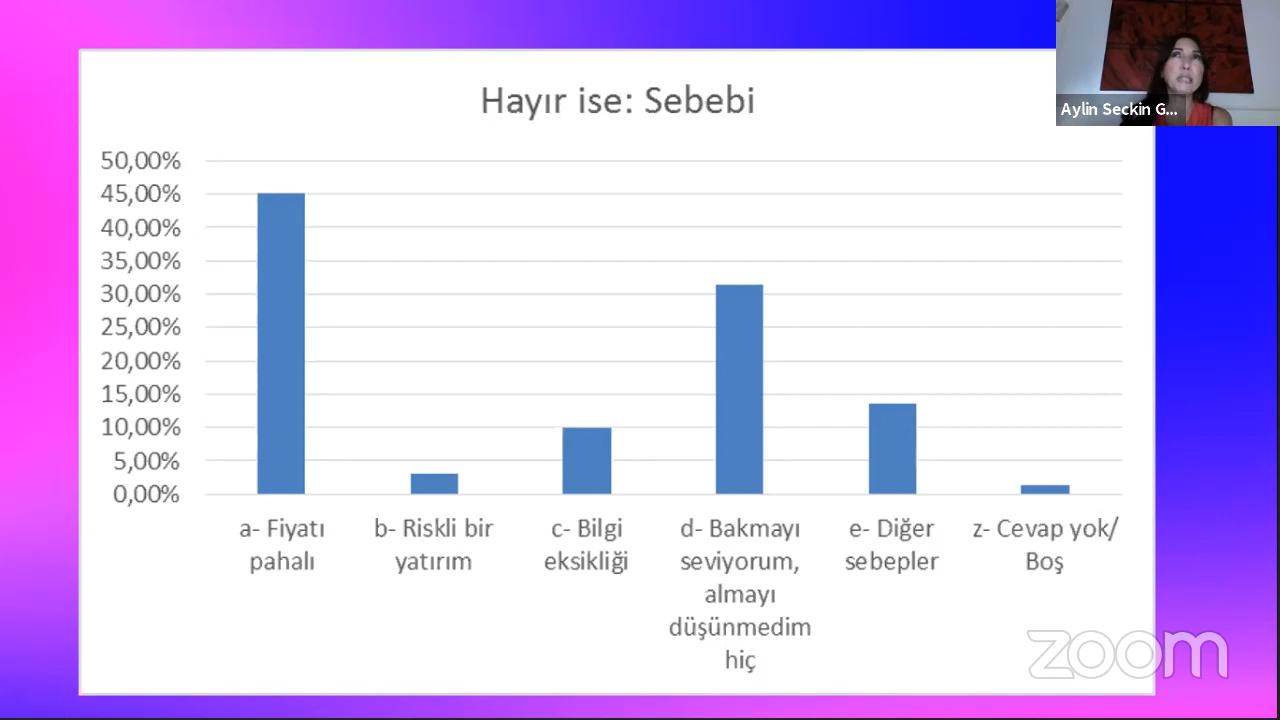 Hayır ise: Sebebi
Aylin Seckin G...
50,00%
45,00%
40,00%
35,00%
30,00%
25,00%
20,00%
15,00%
10,00%
5,00%
0,00%
a- Fiyatı
pahalı
b- Riskli bir
yatırım
c- Bilgi
eksikliği
d- Bakmayı
seviyorum,
almayı
düşünmedim
hiç
e- Diğer
sebepler
z- Cevap yok/
Boş
zoom